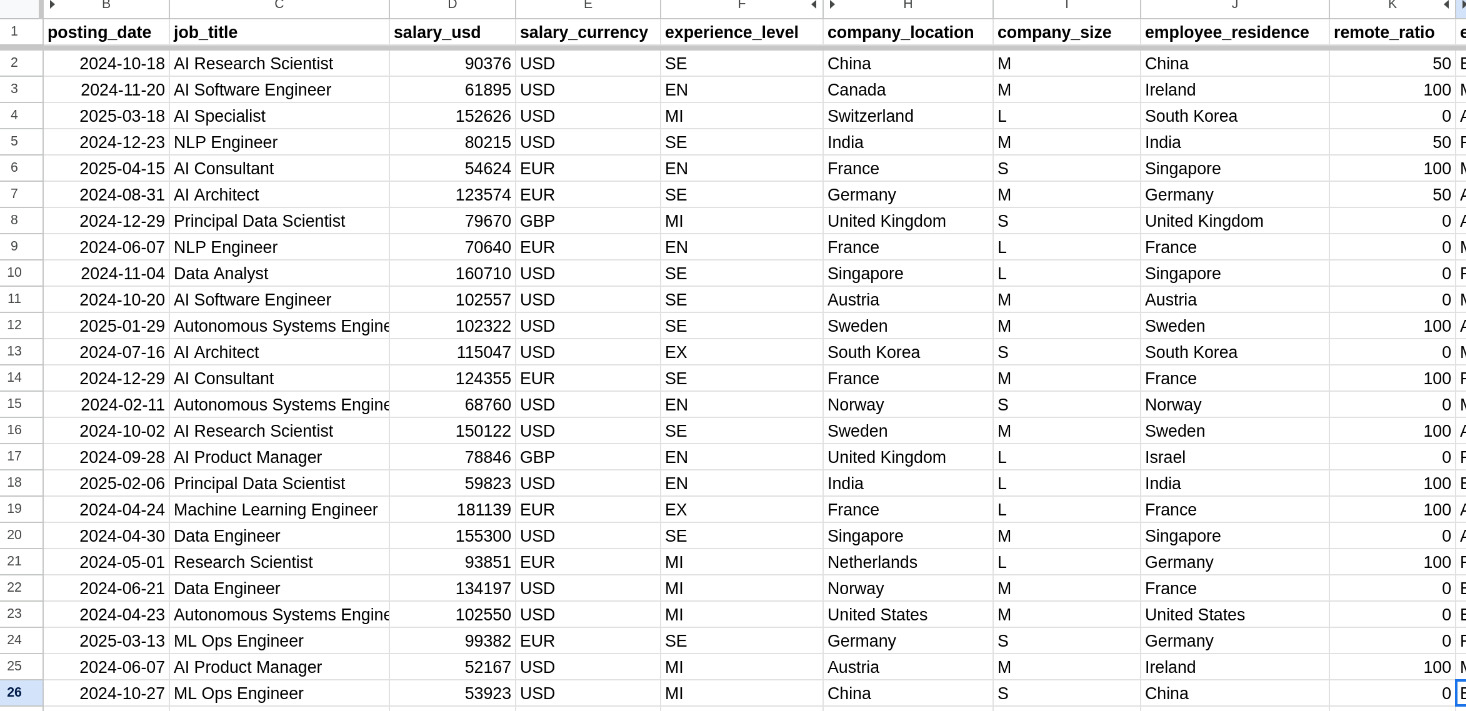 B C D E F H I J K
1 posting_date job_title salary_usd salary_currency experience_level company_location company_size employee_residence remote_ratio
2 2024-10-18 AI Research Scientist 90376 USD SE China M China 50
3 2024-11-20 AI Software Engineer 61895 USD EN Canada M Ireland 100
4 2025-03-18 AI Specialist 152626 USD MI Switzerland L South Korea 0
5 2024-12-23 NLP Engineer 80215 USD SE India M India 50
6 2025-04-15 AI Consultant 54624 EUR EN France S Singapore 100
7 2024-08-31 AI Architect 123574 EUR SE Germany M Germany 50
8 2024-12-29 Principal Data Scientist 79670 GBP MI United Kingdom S United Kingdom 0
9 2024-06-07 NLP Engineer 70640 EUR EN France L France 0
10 2024-11-04 Data Analyst 160710 USD SE Singapore L Singapore 0
11 2024-10-20 AI Software Engineer 102557 USD SE Austria M Austria 0
12 2025-01-29 Autonomous Systems Engine 102322 USD SE Sweden M Sweden 100
13 2024-07-16 AI Architect 115047 USD EX South Korea S South Korea 0
14 2024-12-29 AI Consultant 124355 EUR SE France M France 100
15 2024-02-11 Autonomous Systems Engine 68760 USD EN Norway S Norway 0
16 2024-10-02 AI Research Scientist 150122 USD SE Sweden M Sweden 100
17 2024-09-28 AI Product Manager 78846 GBP EN United Kingdom L Israel 0
18 2025-02-06 Principal Data Scientist 59823 USD EN India L India 100
19 2024-04-24 Machine Learning Engineer 181139 EUR EX France L France 100
20 2024-04-30 Data Engineer 155300 USD SE Singapore M Singapore 0
21 2024-05-01 Research Scientist 93851 EUR MI Netherlands L Germany 100
22 2024-06-21 Data Engineer 134197 USD MI Norway M France 0
23 2024-04-23 Autonomous Systems Engine 102550 USD MI United States M United States 0
24 2025-03-13 ML Ops Engineer 99382 EUR SE Germany S Germany 0
25 2024-06-07 AI Product Manager 52167 USD MI Austria M Ireland 100
26 2024-10-27 ML Ops Engineer 53923 USD MI China S China 0